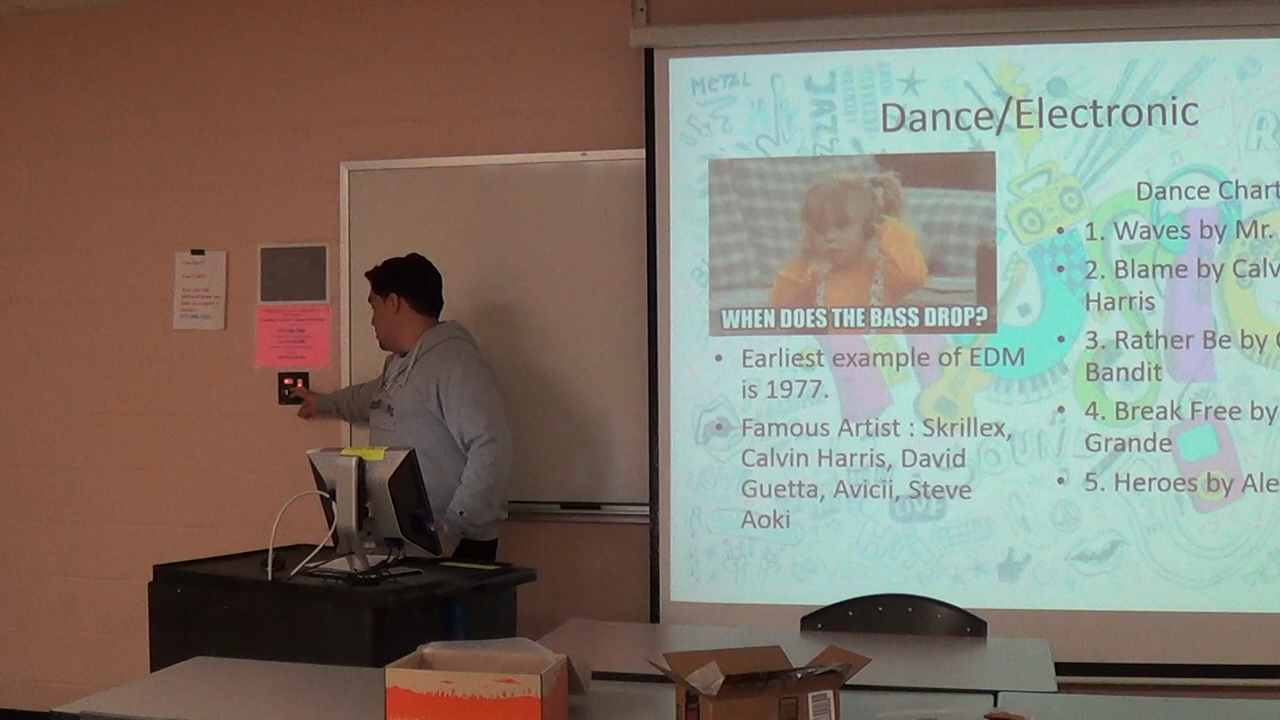 METAL
JAZZ
Dance/Electronic
WHEN DOES THE BASS DROP?
• Earliest example of EDM
is 1977.
• Famous Artist : Skrillex,
Calvin Harris, David
Guetta, Avicii, Steve
Aoki
Dance Chart
• 1. Waves by Mr.
• 2. Blame by Calv
Harris
• 3. Rather Be by
Bandit
• 4. Break Free by
Grande
• 5. Heroes by Ale